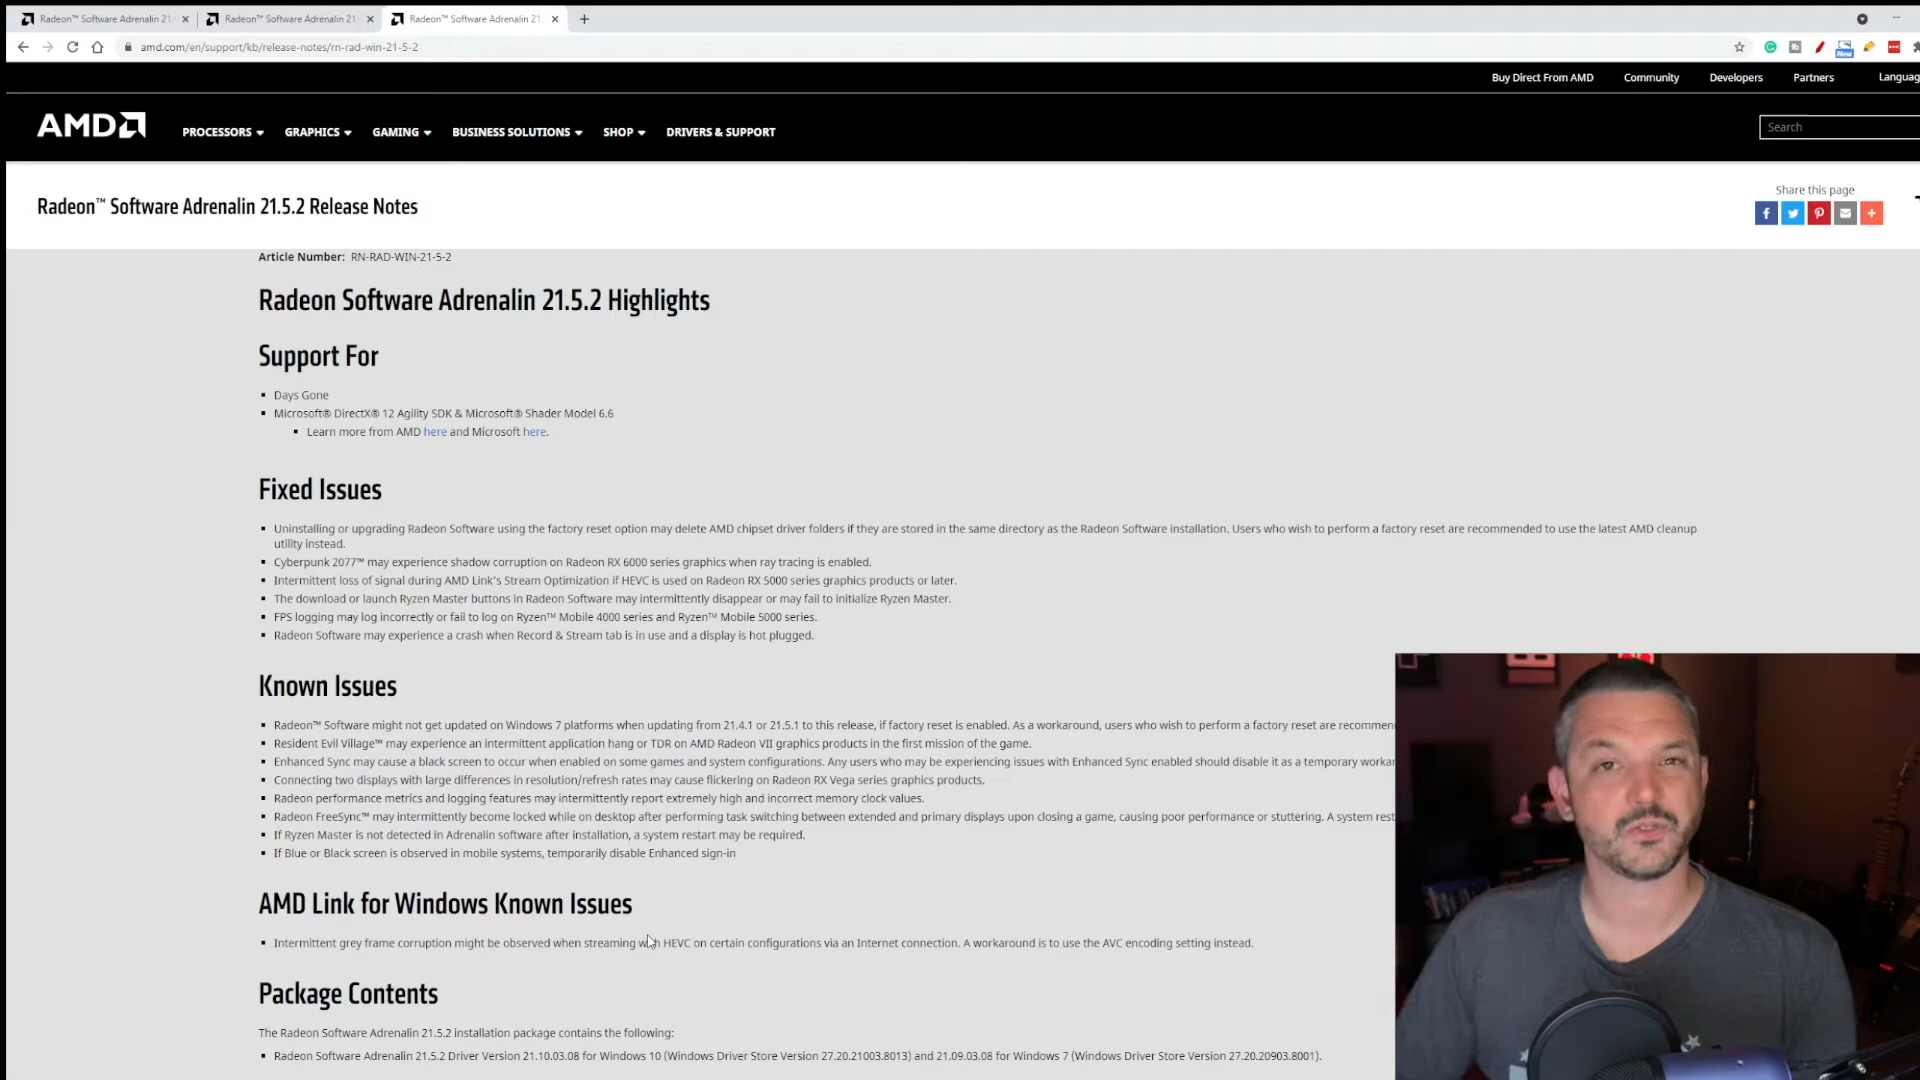 Radeon™ Software Adrenalin 21
Radeon™ Software Adrenalin 21
Radeon™ Software Adrenalin 21.
amd.com/en/support/kb/release-notes/rn-rad-win-21-5-2
New
Buy Direct From AMD Community Developers Partners Languag
AMD PROCESSORS GRAPHICS GAMING BUSINESS SOLUTIONS SHOP DRIVERS & SUPPORT Search
Radeon™ Software Adrenalin 21.5.2 Release Notes
Share this page
Article Number: RN-RAD-WIN-21-5-2
Radeon Software Adrenalin 21.5.2 Highlights
Support For
Days Gone
Microsoft® DirectX® 12 Agility SDK & Microsoft® Shader Model 6.6
Learn more from AMD here and Microsoft here.
Fixed Issues
Uninstalling or upgrading Radeon Software using the factory reset option may delete AMD chipset driver folders if they are stored in the same directory as the Radeon Software installation. Users who wish to perform a factory reset are recommended to use the latest AMD cleanup
utility instead.
Cyberpunk 2077™ may experience shadow corruption on Radeon RX 6000 series graphics when ray tracing is enabled.
Intermittent loss of signal during AMD Link's Stream Optimization if HEVC is used on Radeon RX 5000 series graphics products or later.
The download or launch Ryzen Master buttons in Radeon Software may intermittently disappear or may fail to initialize Ryzen Master.
FPS logging may log incorrectly or fail to log on Ryzen™ Mobile 4000 series and Ryzen™ Mobile 5000 series.
Radeon Software may experience a crash when Record & Stream tab is in use and a display is hot plugged.
Known Issues
Radeon™ Software might not get updated on Windows 7 platforms when updating from 21.4.1 or 21.5.1 to this release, if factory reset is enabled. As a workaround, users who wish to perform a factory reset are recommen
Resident Evil Village™ may experience an intermittent application hang or TDR on AMD Radeon VII graphics products in the first mission of the game.
Enhanced Sync may cause a black screen to occur when enabled on some games and system configurations. Any users who may be experiencing issues with Enhanced Sync enabled should disable it as a temporary workar
Connecting two displays with large differences in resolution/refresh rates may cause flickering on Radeon RX Vega series graphics products.
Radeon performance metrics and logging features may intermittently report extremely high and incorrect memory clock values.
Radeon FreeSync™ may intermittently become locked while on desktop after performing task switching between extended and primary displays upon closing a game, causing poor performance or stuttering. A system rest
If Ryzen Master is not detected in Adrenalin software after installation, a system restart may be required.
If Blue or Black screen is observed in mobile systems, temporarily disable Enhanced sign-in
AMD Link for Windows Known Issues
Intermittent grey frame corruption might be observed when streaming with HEVC on certain configurations via an Internet connection. A workaround is to use the AVC encoding setting instead.
Package Contents
The Radeon Software Adrenalin 21.5.2 installation package contains the following:
Radeon Software Adrenalin 21.5.2 Driver Version 21.10.03.08 for Windows 10 (Windows Driver Store Version 27.20.21003.8013) and 21.09.03.08 for Windows 7 (Windows Driver Store Version 27.20.20903.8001).